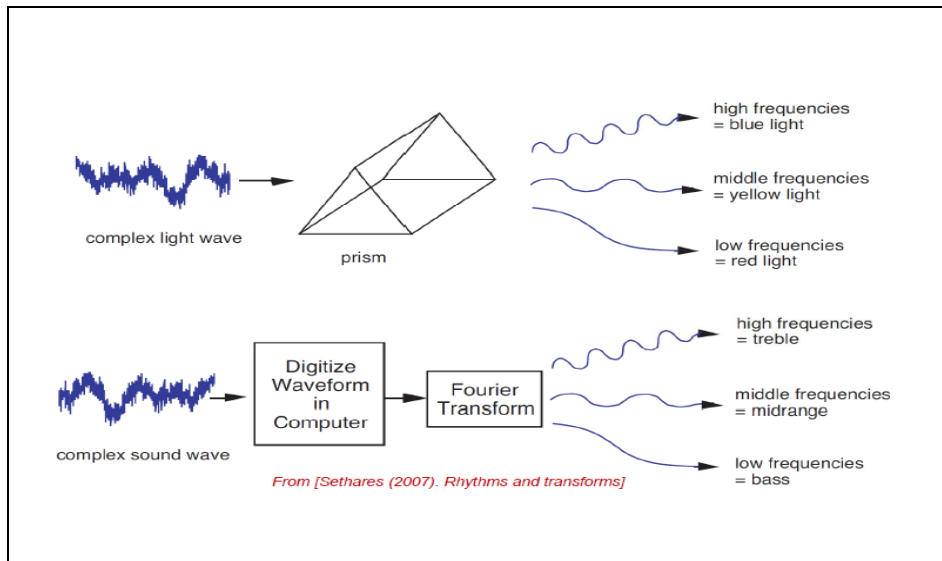 high frequencies
= blue light
middle frequencies
= yellow light
complex light wave
prism
low frequencies
= red light
high frequencies
= treble
Digitize
Waveform
in
Computer
Fourier
Transform
middle frequencies
= midrange
complex sound wave
low frequencies
= bass
From [Sethares (2007). Rhythms and transforms]